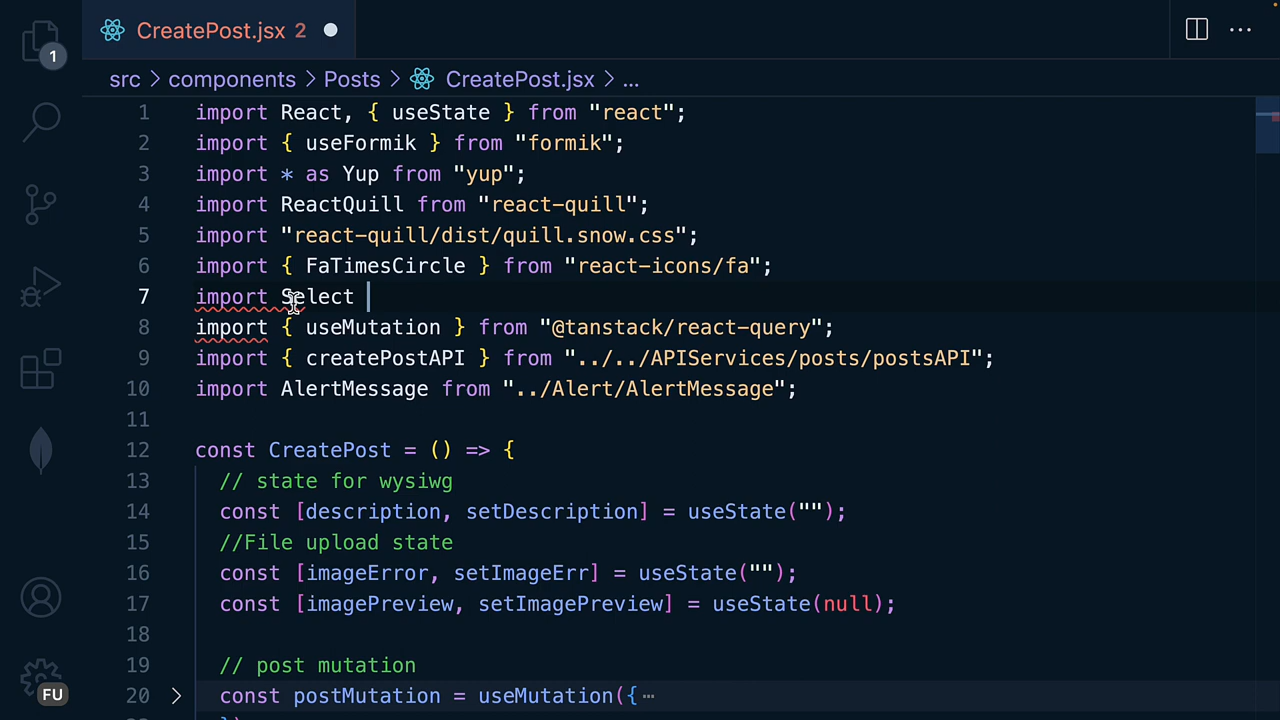 CreatePost.jsx 2
1
src > components > Posts > CreatePost.jsx > ...
1 import React, { useState } from "react";
2 import { useFormik } from "formik";
3 import * as Yup from "yup";
4 import ReactQuill from "react-quill";
5 import "react-quill/dist/quill.snow.css";
6 import { FaTimesCircle } from "react-icons/fa";
7 import Select
8 import { useMutation } from "@tanstack/react-query";
9 import { createPostAPI } from "../../APIServices/posts/postsAPI";
10 import AlertMessage from "../Alert/AlertMessage";
11
12 const CreatePost = () => {
13 // state for wysiwg
14 const [description, setDescription] = useState("");
15 //File upload state
16 const [imageError, setImageErr] = useState("");
17 const [imagePreview, setImagePreview] = useState(null);
18
19 // post mutation
20 const postMutation = useMutation({ ⋯
FU